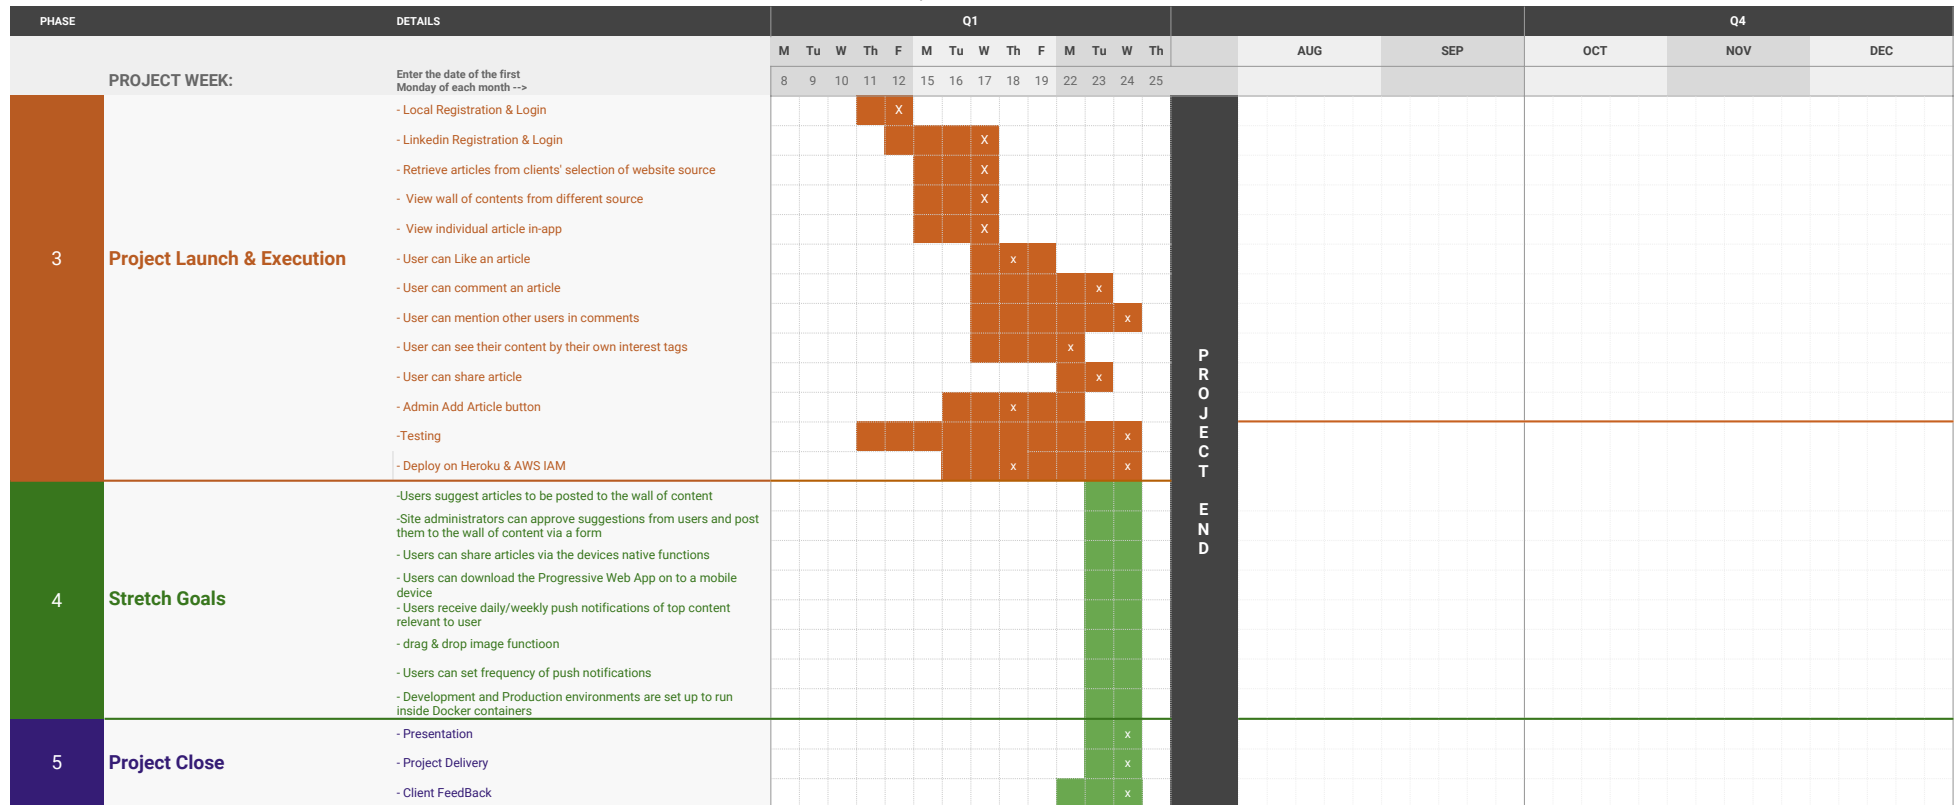 PHASE DETAILS Q1 Q4
M Tu W Th F M Tu W Th F M Tu W Th AUG SEP OCT NOV DEC
PROJECT WEEK: Enter the date of the first
Monday of each month --> 8 9 10 11 12 15 16 17 18 19 22 23 24 25
- Local Registration & Login X
- Linkedin Registration & Login X
- Retrieve articles from clients' selection of website source X
- View wall of contents from different source X
- View individual article in-app X
3 Project Launch & Execution - User can Like an article x
- User can comment an article x
- User can mention other users in comments x
- User can see their content by their own interest tags x
- User can share article x
- Admin Add Article button x
-Testing x
- Deploy on Heroku & AWS IAM x x
PROJECT END
-Users suggest articles to be posted to the wall of content
-Site administrators can approve suggestions from users and post
them to the wall of content via a form
- Users can share articles via the devices native functions
- Users can download the Progressive Web App on to a mobile
device
4 Stretch Goals
- Users receive daily/weekly push notifications of top content
relevant to user
- drag & drop image functioon
- Users can set frequency of push notifications
- Development and Production environments are set up to run
inside Docker containers
- Presentation x
5 Project Close - Project Delivery x
- Client FeedBack x